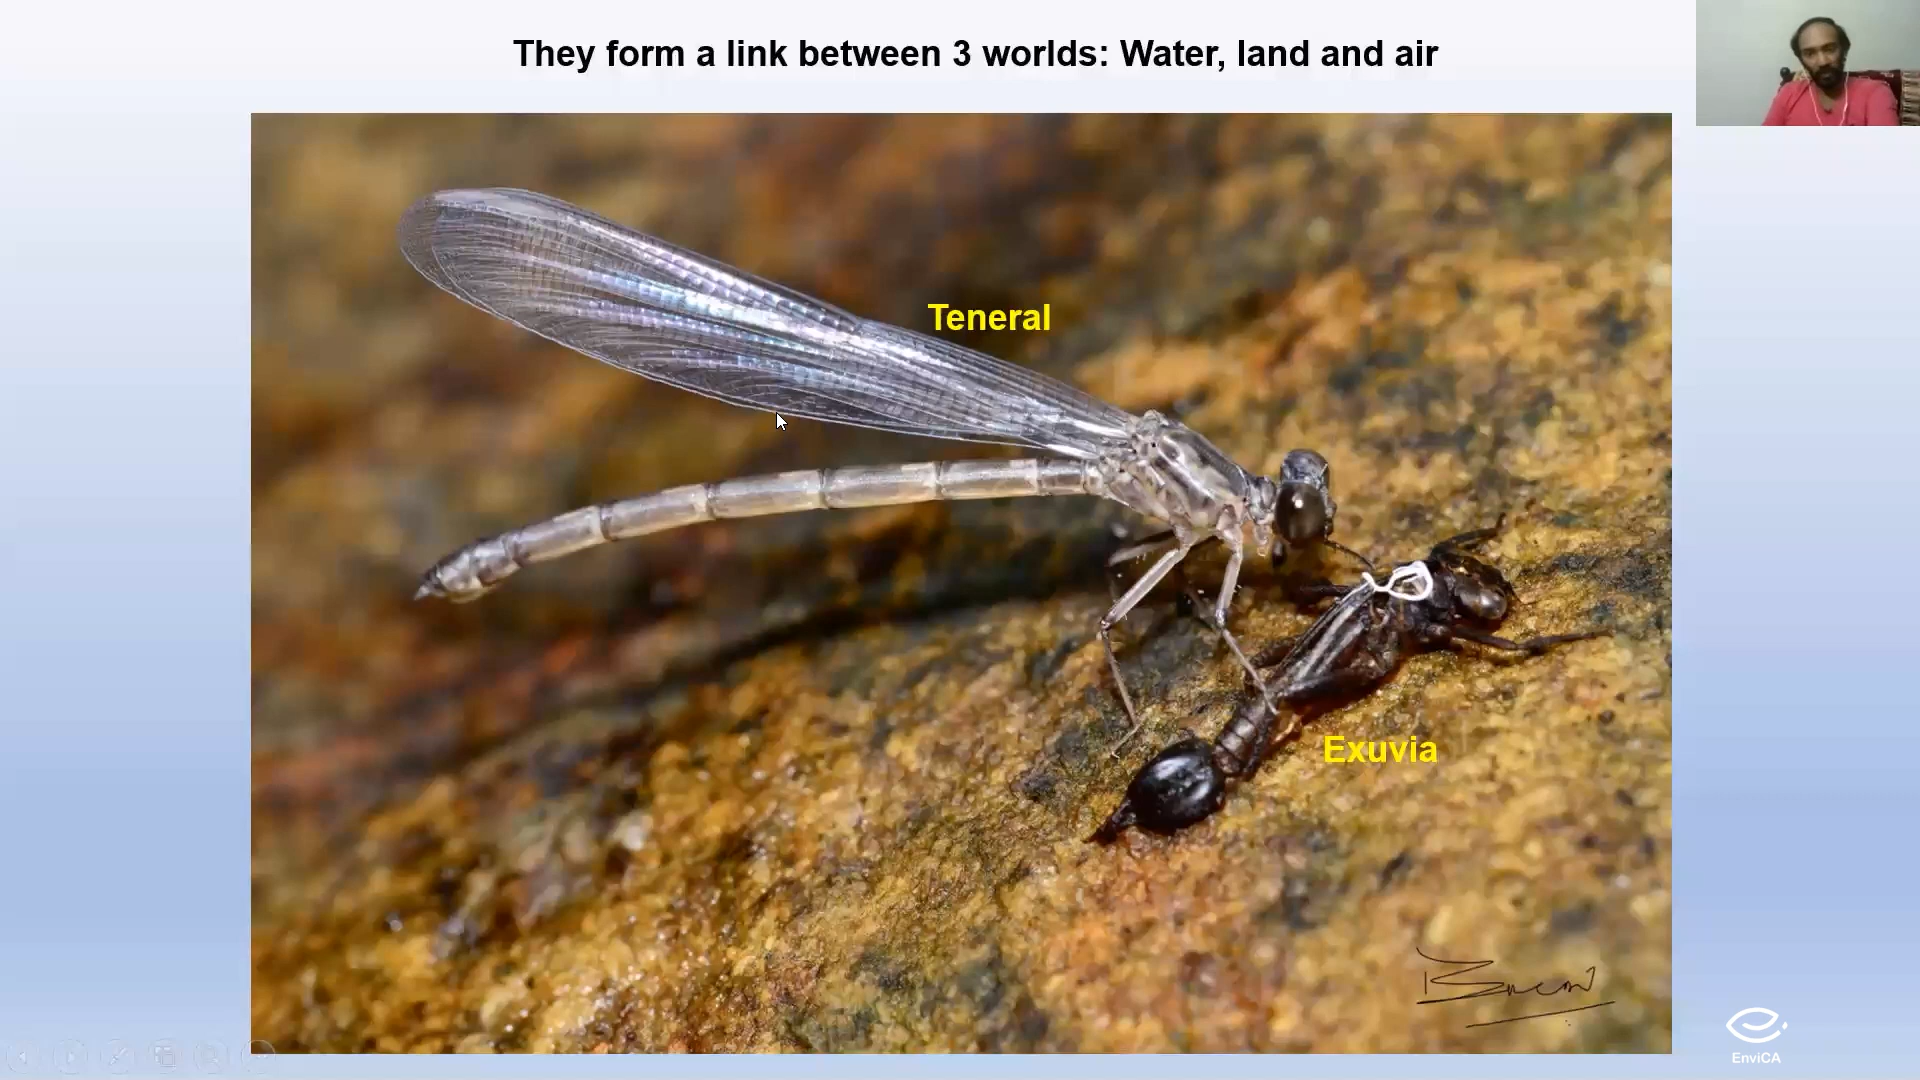 They form a link between 3 worlds: Water, land and air
Teneral
Exuvia
EnviCA